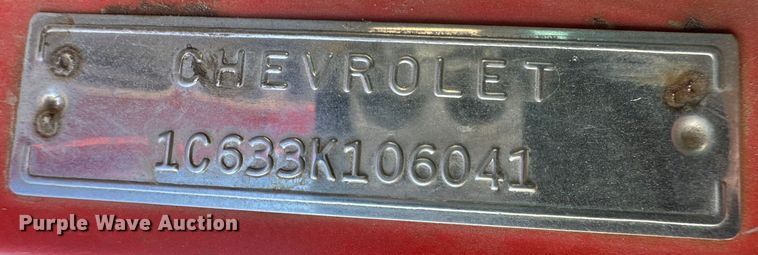 CHEVROLET
1C633K106041
Purple Wave Auction